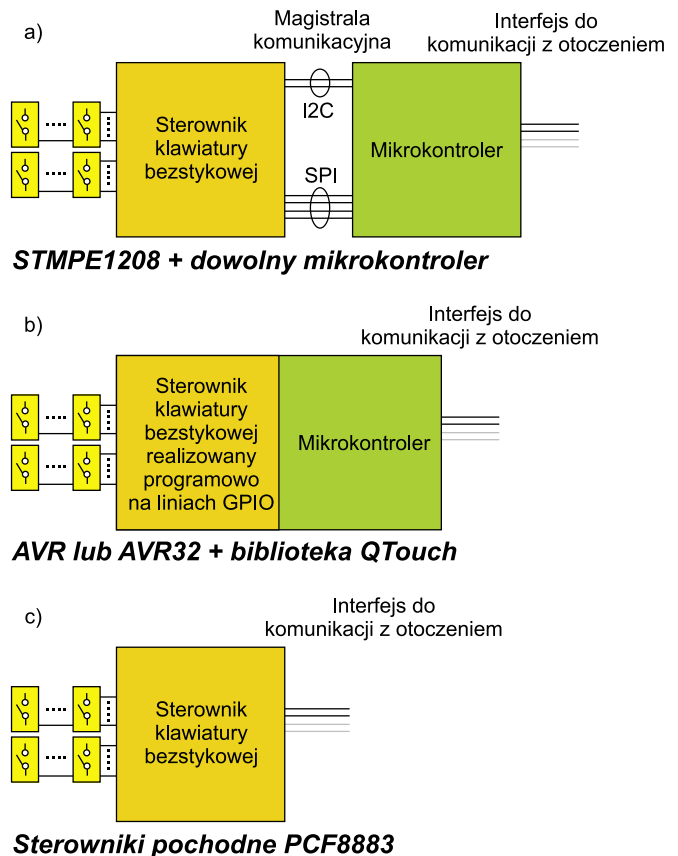 a)
Magistrala
komunikacyjna
Interfejs do
komunikacji z otoczeniem
Sterownik
klawiatury
bezstykowej
I2C
SPI
Mikrokontroler
STMPE1208 + dowolny mikrokontroler
b)
Interfejs do
komunikacji z otoczeniem
Sterownik
klawiatury
bezstykowej
realizowany
programowo
na liniach GPIO
Mikrokontroler
AVR lub AVR32 + biblioteka QTouch
c)
Interfejs do
komunikacji z otoczeniem
Sterownik
klawiatury
bezstykowej
Sterowniki pochodne PCF8883